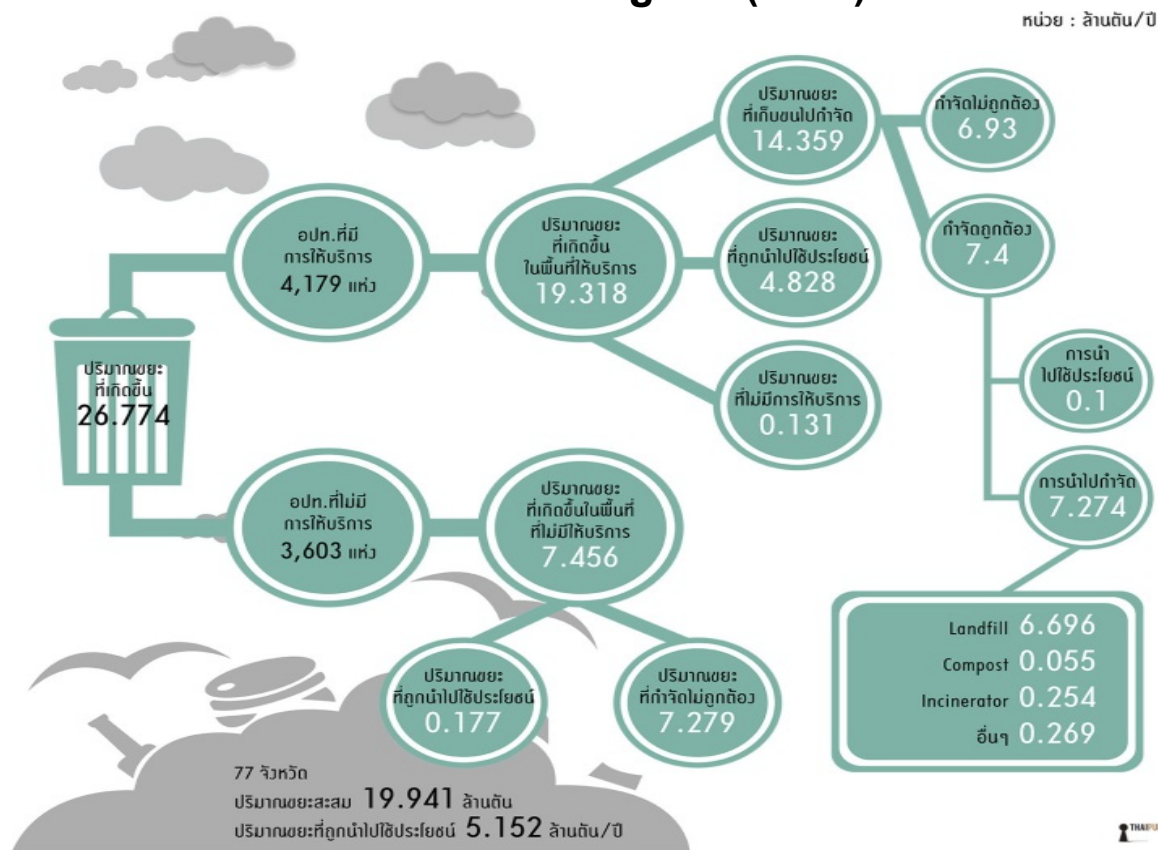 หน่วย : ล้านตัน/ปี
ปริมาณขยะ
ที่เก็บขนไปกำจัด
14.359
กำจัดไม่ถูกต้อง
6.93
อปท.ที่มี
การให้บริการ
4,179 แห่ง
ปริมาณขยะ
ที่เกิดขึ้น
ในพื้นที่ให้บริการ
19.318
ปริมาณขยะ
ที่ถูกนำไปใช้ประโยชน์
4.828
กำจัดถูกต้อง
7.4
ปริมาณขยะ
ที่เกิดขึ้น
26.774
ปริมาณขยะ
ที่ไม่มีการให้บริการ
0.131
การนำ
ไปใช้ประโยชน์
0.1
อปท.ที่ไม่มี
การให้บริการ
3,603 แห่ง
ปริมาณขยะ
ที่เกิดขึ้นในพื้นที่
ที่ไม่มีให้บริการ
7.456
การนำไปกำจัด
7.274
Landfill 6.696
Compost 0.055
Incinerator 0.254
อื่นๆ 0.269
ปริมาณขยะ
ที่ถูกนำไปใช้ประโยชน์
0.177
ปริมาณขยะ
ที่กำจัดไม่ถูกต้อง
7.279
77 จังหวัด
ปริมาณขยะสะสม 19.941 ล้านตัน
ปริมาณขยะที่ถูกนำไปใช้ประโยชน์ 5.152 ล้านตัน/ปี